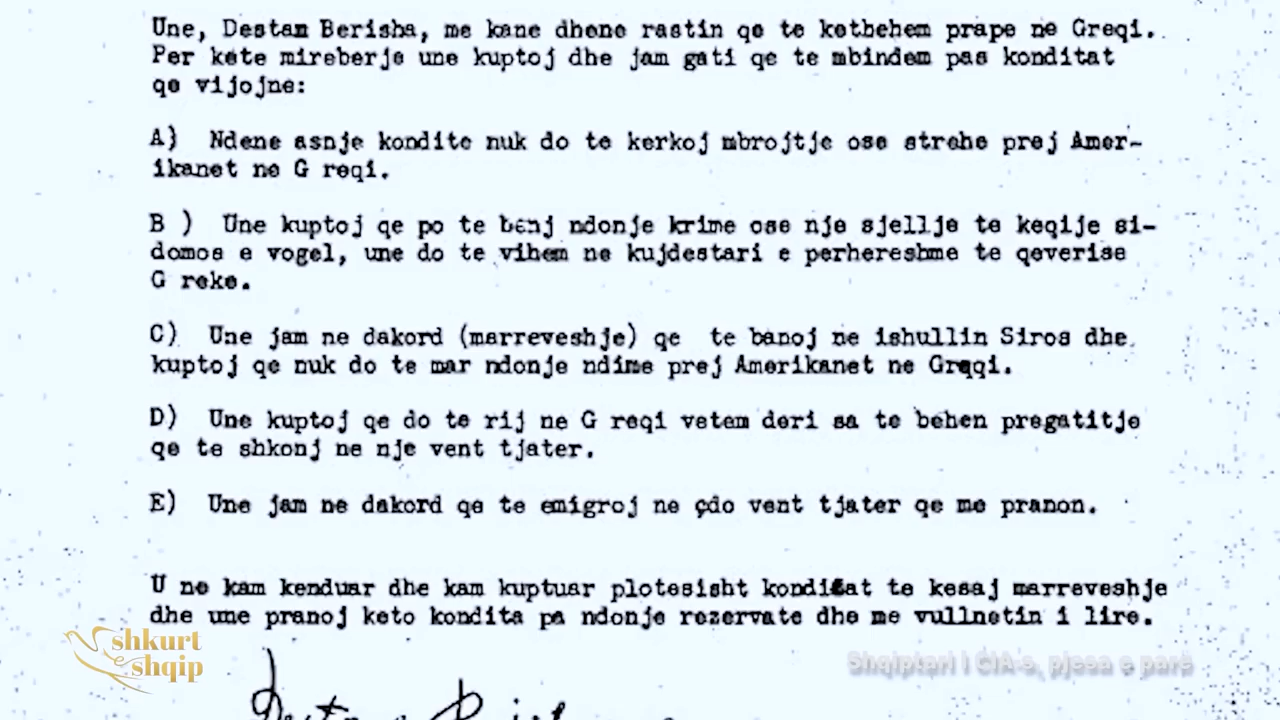 Une, Destan Berisha, me kane dhene rastin qe te kethehem prape ne Greqi.
Per kete mireberje une kuptoj dhe jam gati qe te mbindem pas konditat
qe vijojne:
A) Ndene asnje kondite nuk do te kerkoj mbrojtje ose strehe prej Amer-
ikanet ne G reqi.
B ) Une kuptoj qe po te benj ndonje krime ose nje sjellje te keqije si-
domos e vogel, une do te vihem ne kujdestari e perhereshme te qeverise
G reke.
C) Une jam ne dakord (marreveshje) qe te banoj ne ishullin Siros dhe
kuptoj qe nuk do te mar ndonje ndime prej Amerikanet ne Greqi.
D) Une kuptoj qe do te rij ne G reqi vetem deri sa te behen pregatitje
qe te shkonj ne nje vent tjater.
E) Une jam ne dakord qe te emigroj ne çdo vent tjater qe me pranon.
U ne kam kenduar dhe kam kuptuar plotesisht konditat te kesaj marreveshje
dhe une pranoj keto kondita pa ndonje rezervate dhe me vullnetin i lire.
shkurt
e
shqip
Shqiptari i CIA-s, pjesa e parë